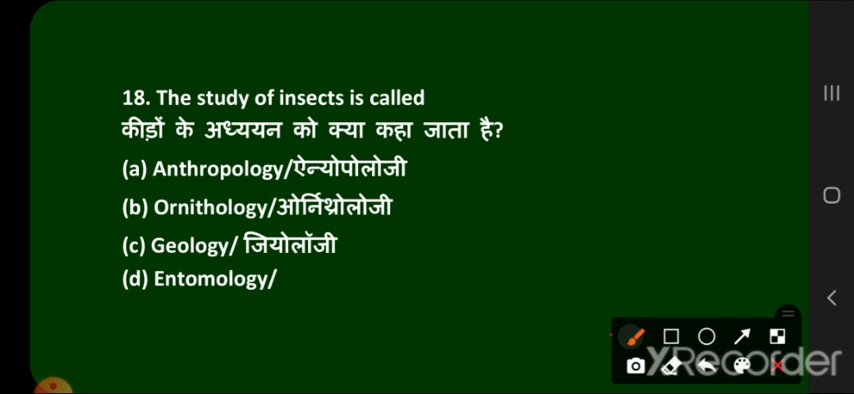 18. The study of insects is called
कीड़ों के अध्ययन को क्या कहा जाता है?
(a) Anthropology/ऐन्योपोलोजी
(b) Ornithology/ओर्निथ्रोलोजी
(c) Geology/ जियोलॉजी
(d) Entomology/
XRecorder